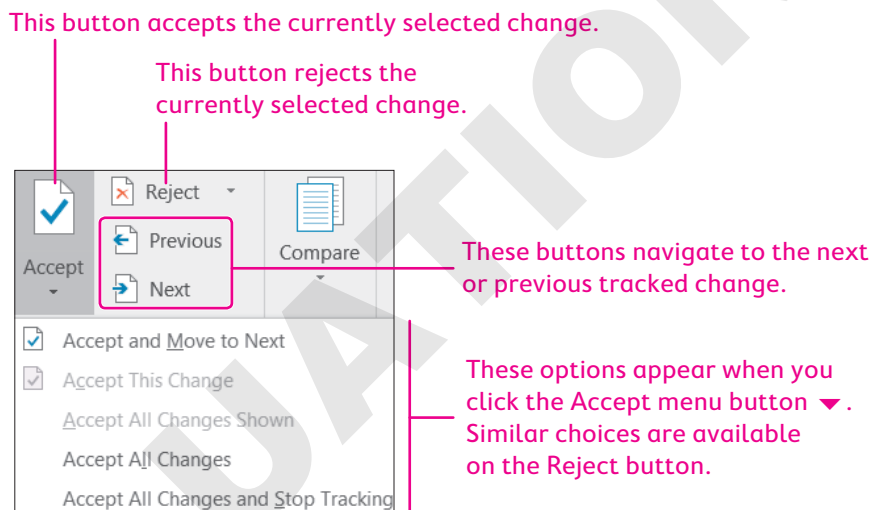 This button accepts the currently selected change.
This button rejects the
currently selected change.
Reject
Previous
Next
Accept
Compare
These buttons navigate to the next
or previous tracked change.
Accept and Move to Next
Accept This Change
Accept All Changes Shown
Accept All Changes
Accept All Changes and Stop Tracking
These options appear when you
click the Accept menu button ▼.
Similar choices are available
on the Reject button.
UATION